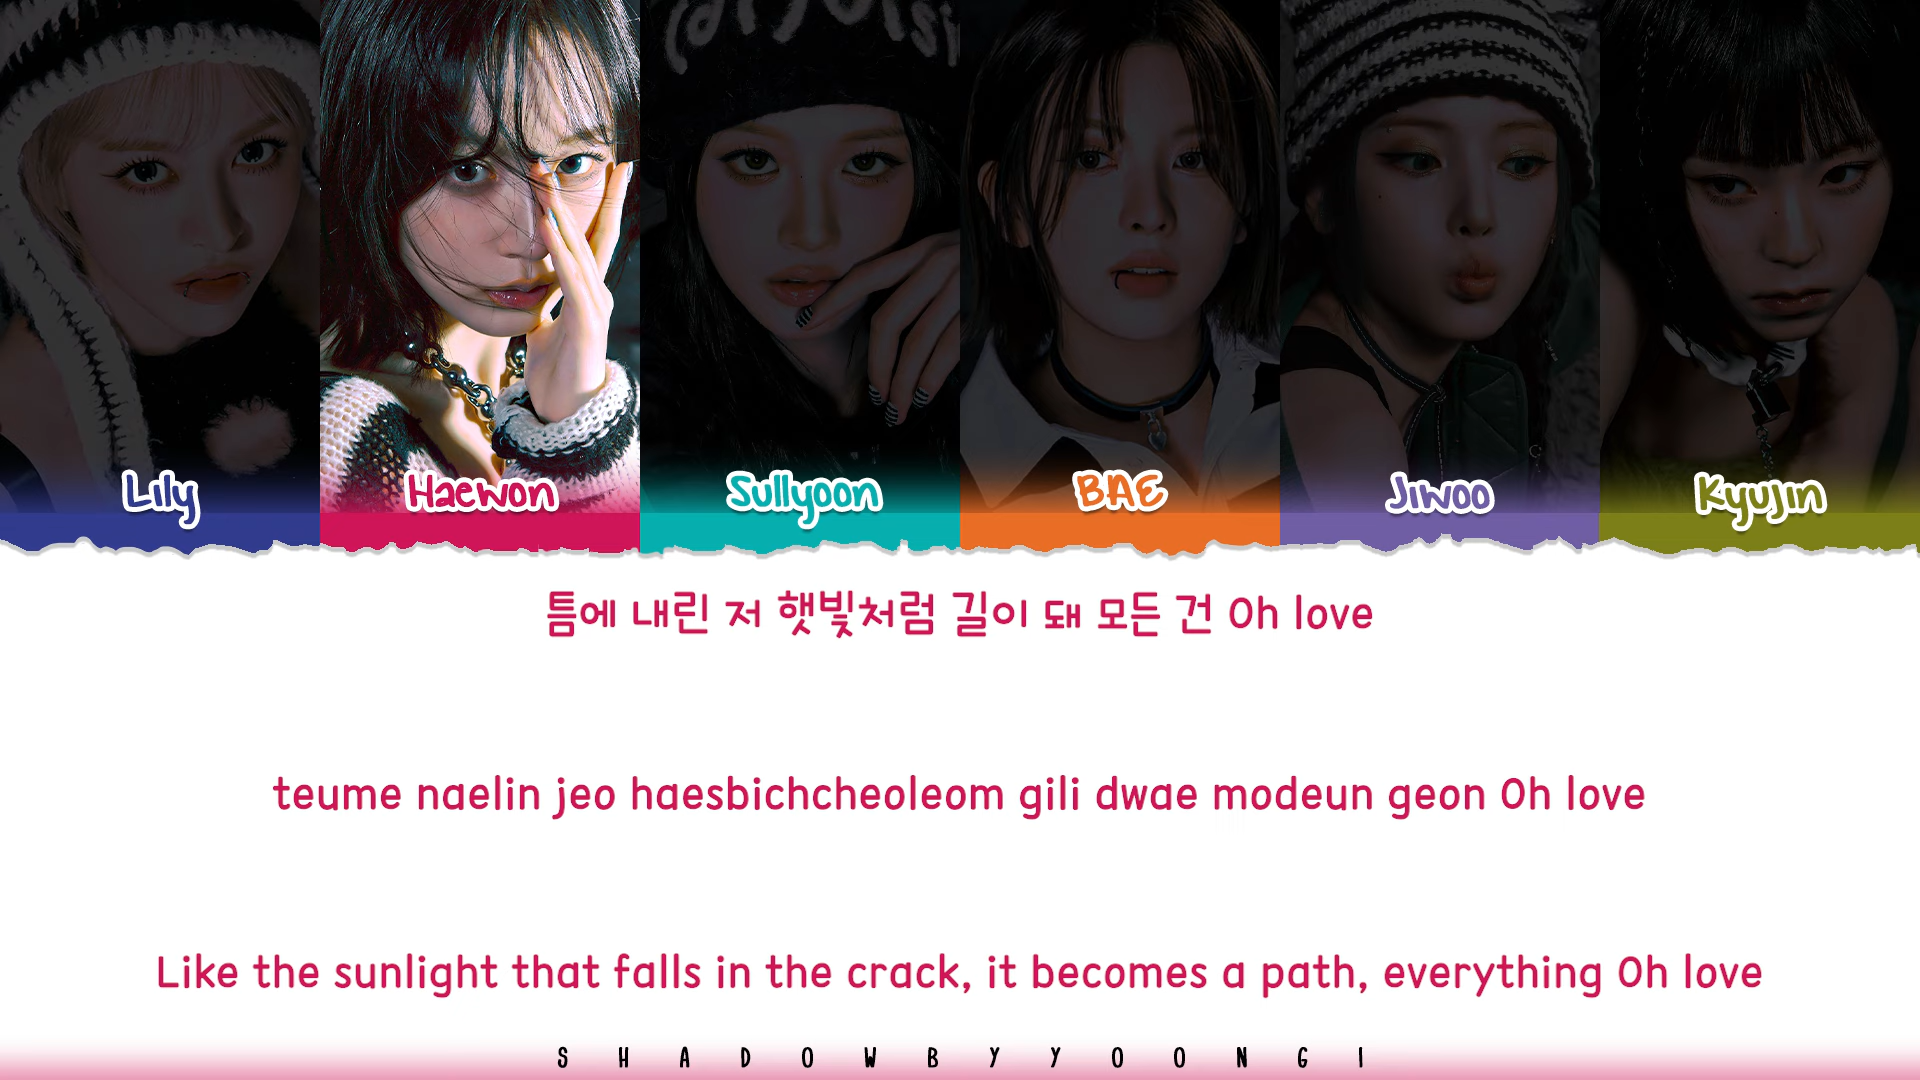 Lily Haewon Sullyoon BAE Jiwoo Kyujin
틈에 내린 저 햇빛처럼 길이 돼 모든 건 Oh love
teume naelin jeo haesbichcheoleom gili dwae modeun geon Oh love
Like the sunlight that falls in the crack, it becomes a path, everything Oh love
SHADOWBYYOONGI